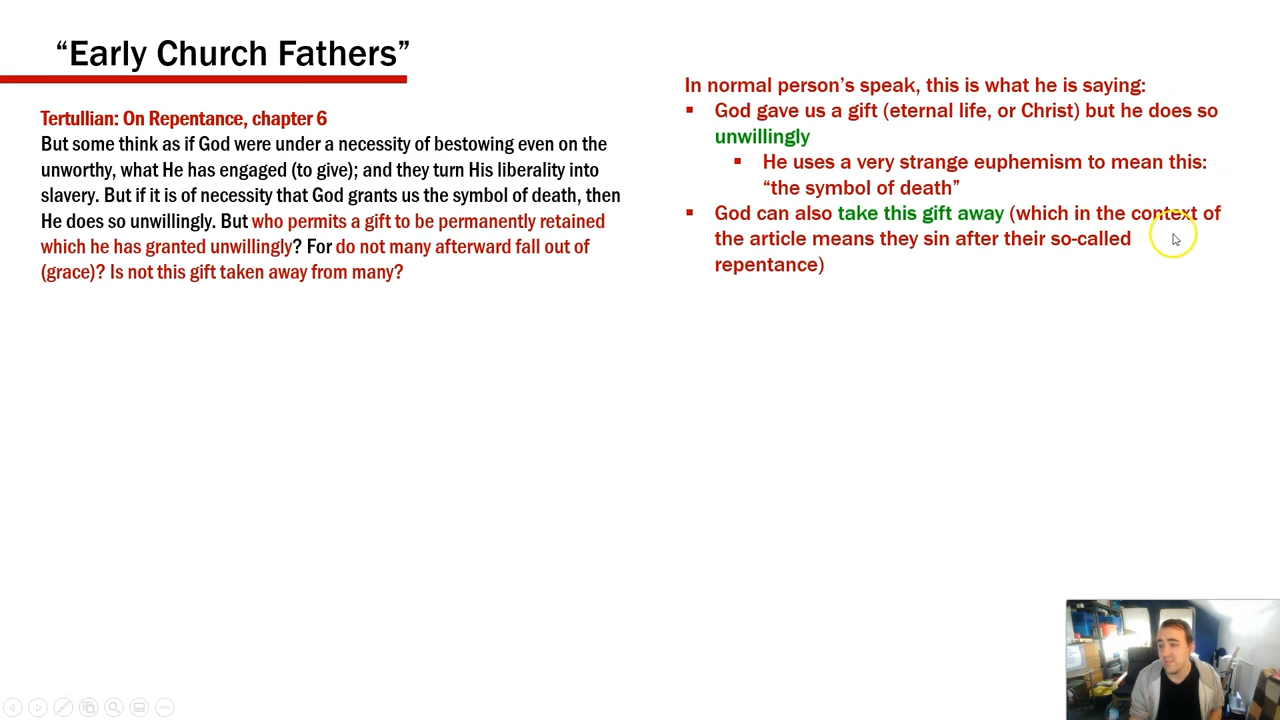 “Early Church Fathers”
Tertullian: On Repentance, chapter 6
But some think as if God were under a necessity of bestowing even on the
unworthy, what He has engaged (to give); and they turn His liberality into
slavery. But if it is of necessity that God grants us the symbol of death, then
He does so unwillingly. But who permits a gift to be permanently retained
which he has granted unwillingly? For do not many afterward fall out of
(grace)? Is not this gift taken away from many?
In normal person’s speak, this is what he is saying:
God gave us a gift (eternal life, or Christ) but he does so
unwillingly
He uses a very strange euphemism to mean this:
“the symbol of death”
God can also take this gift away (which in the context of
the article means they sin after their so-called
repentance)